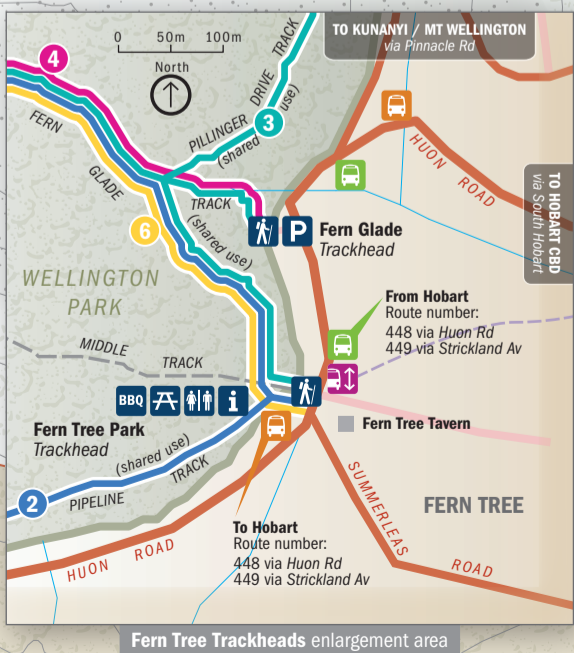 TO KUNANYI / MT WELLINGTON
via Pinnacle Rd
0 50m 100m
North
4
DRIVE TRACK
PILLINGER
(shared use)
3
FERN
GLADE
TRACK
(shared use)
HUON ROAD
TO HOBART CBD
via South Hobart
6
P
Fern Glade
Trackhead
WELLINGTON
PARK
From Hobart
Route number:
448 via Huon Rd
449 via Strickland Av
MIDDLE TRACK
BBQ
i
Fern Tree Park
Trackhead
Fern Tree Tavern
(shared use)
PIPELINE TRACK
2
SUMMERLEAS ROAD
FERN TREE
HUON ROAD
To Hobart
Route number:
448 via Huon Rd
449 via Strickland Av
Fern Tree Trackheads enlargement area